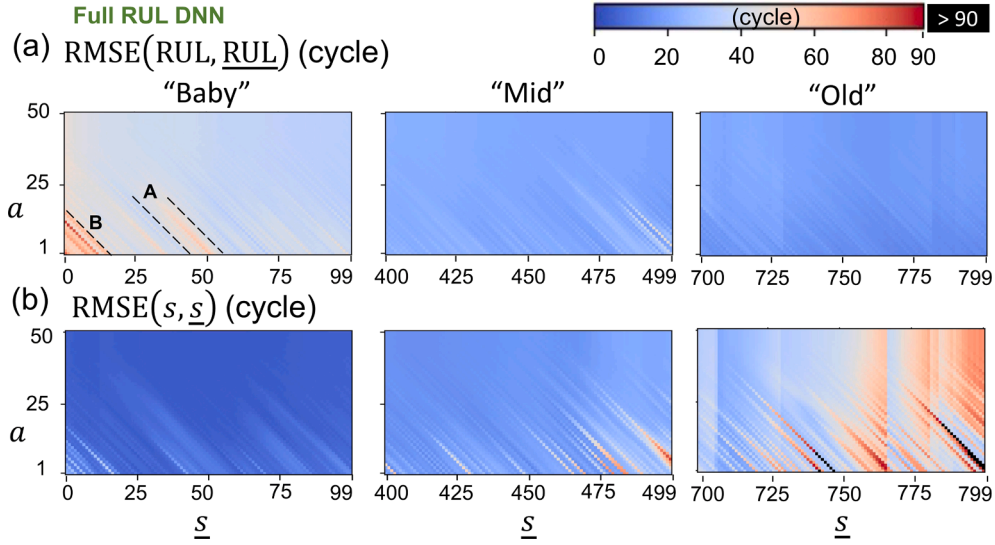 Full RUL DNN
(cycle)
> 90
0 20 40 60 80 90
(a) RMSE(RUL, RUL) (cycle)
“Baby” “Mid” “Old”
50
25
1
a
A
B
0 25 50 75 99
400 425 450 475 499
700 725 750 775 799
(b) RMSE(s, s) (cycle)
50
25
1
a
0 25 50 75 99
400 425 450 475 499
700 725 750 775 799
s s s